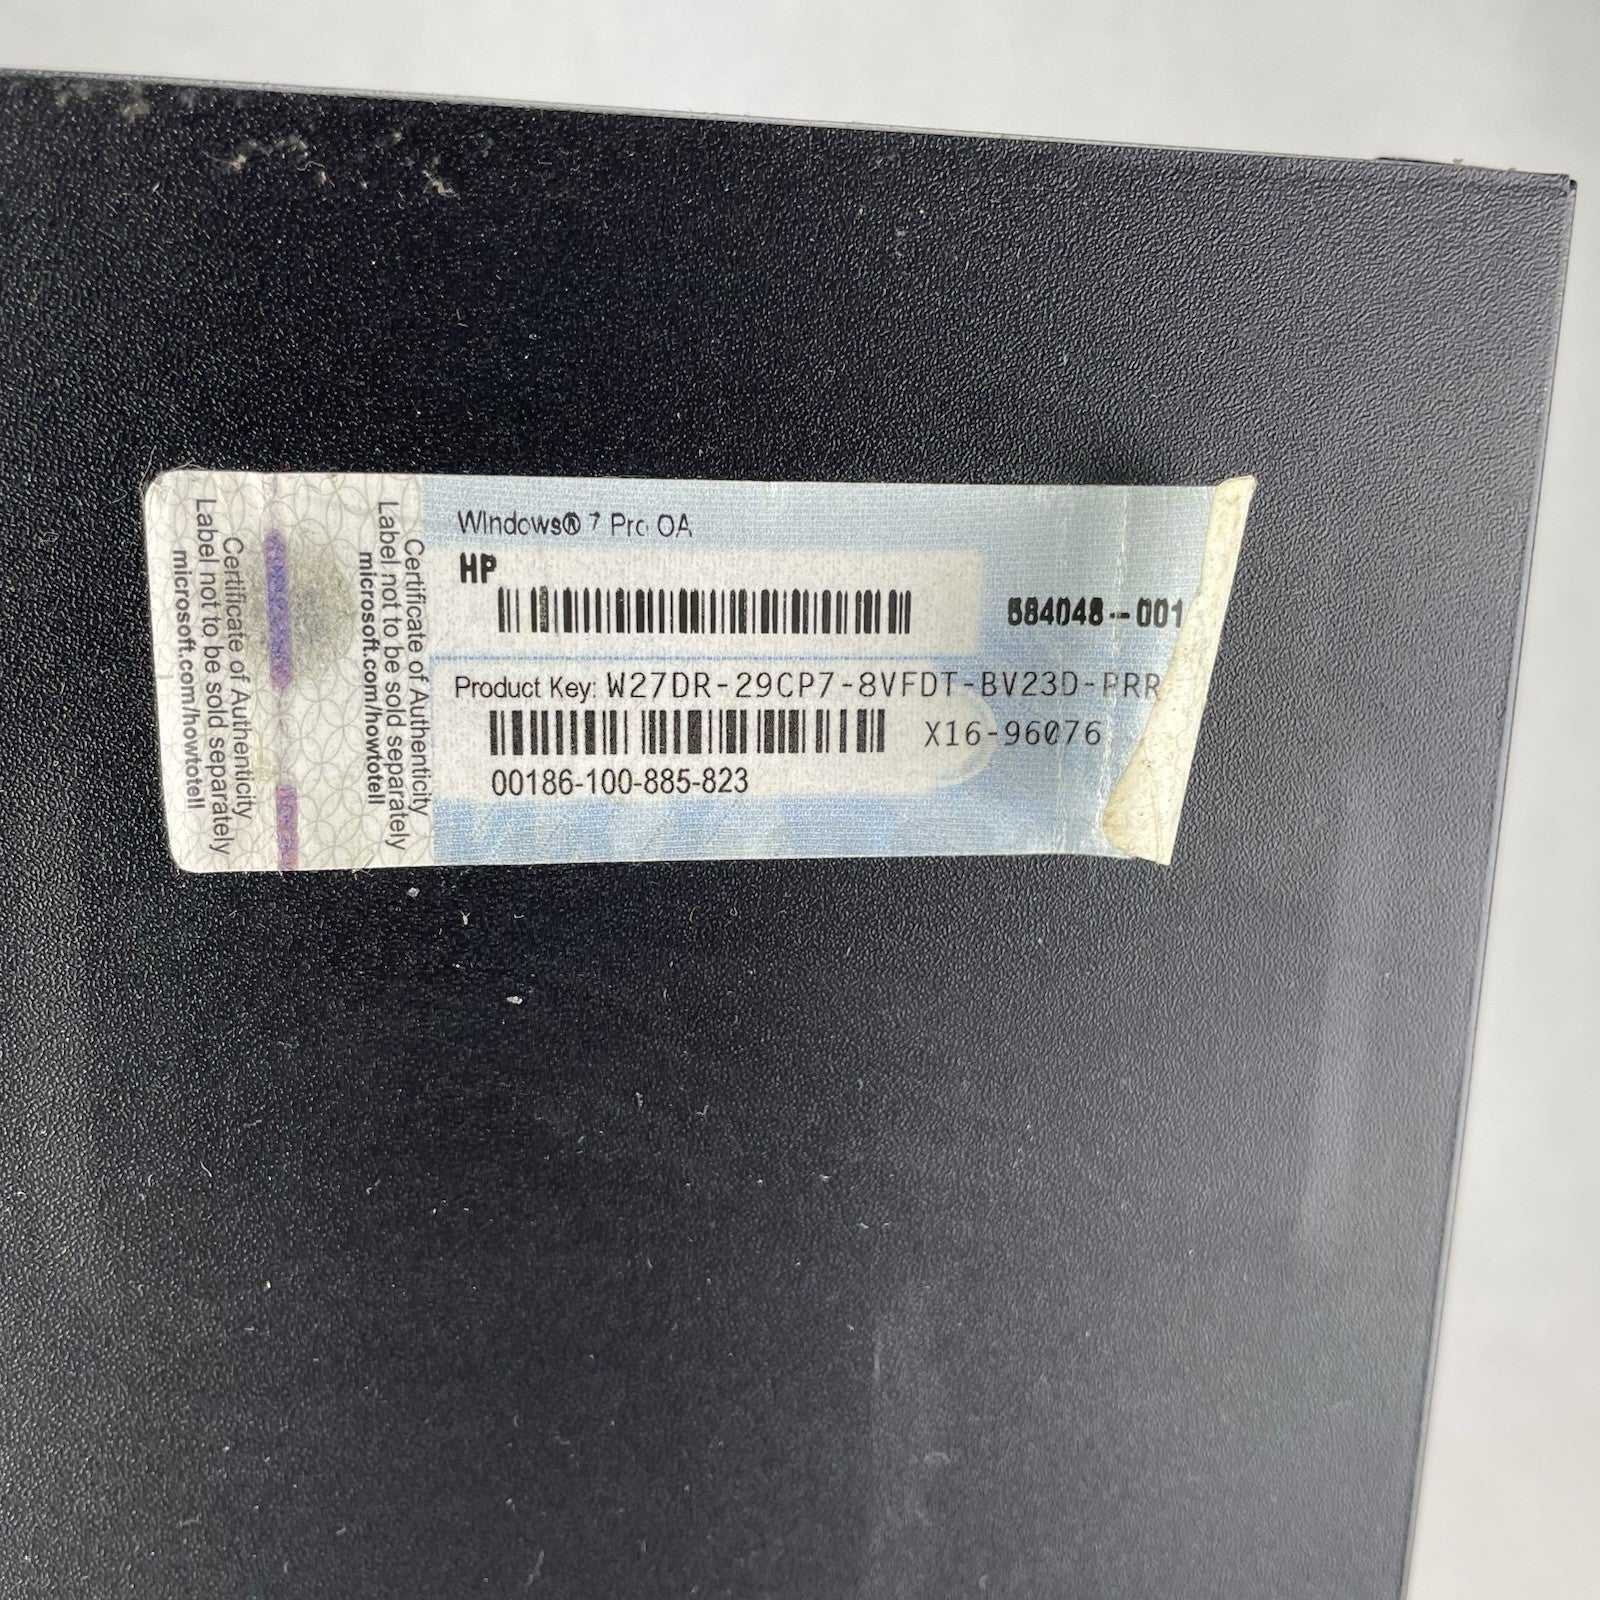 Windows® 7 Pro OA
HP
584048-001
Product Key: W27DR-29CP7-8VFDT-BV23D-PRR
X16-96076
00186-100-885-823
Certificate of Authenticity
Label not to be sold separately
microsoft.com/howtotell
Certificate of Authenticity
Label not to be sold separately
microsoft.com/howtotell